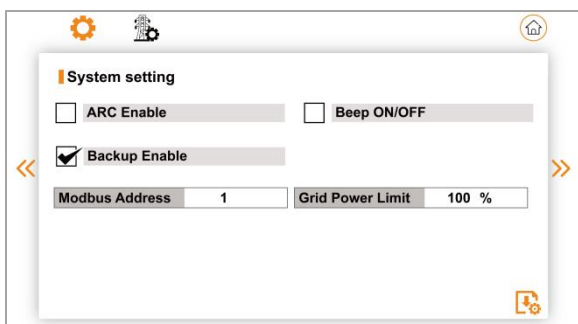 System setting
ARC Enable Beep ON/OFF
Backup Enable
Modbus Address 1 Grid Power Limit 100 %